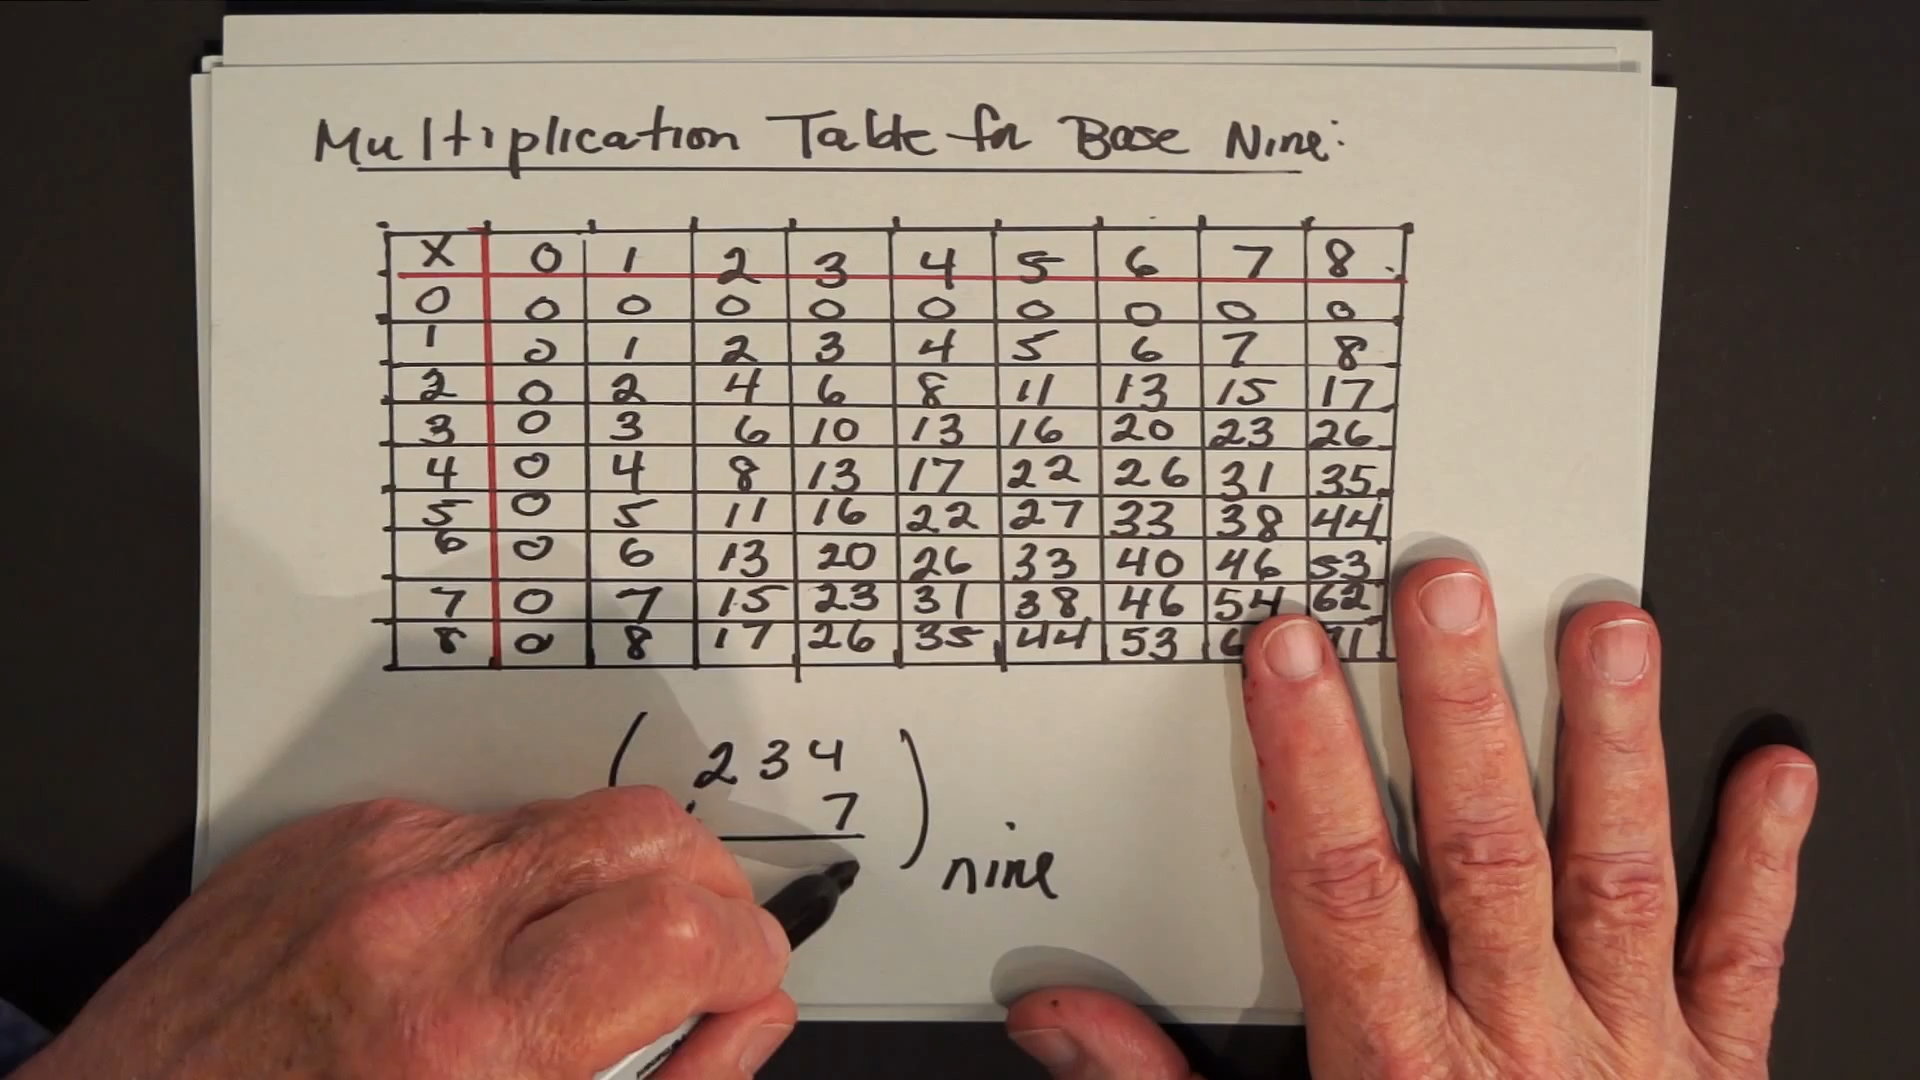 Multiplication Table for Base Nine:
X 0 1 2 3 4 5 6 7 8
0 0 0 0 0 0 0 0 0 0
1 0 1 2 3 4 5 6 7 8
2 0 2 4 6 8 11 13 15 17
3 0 3 6 10 13 16 20 23 26
4 0 4 8 13 17 22 26 31 35
5 0 5 11 16 22 27 33 38 44
6 0 6 13 20 26 33 40 46 53
7 0 7 15 23 31 38 46 54 62
8 0 8 17 26 35 44 53
( 234
7 ) nine